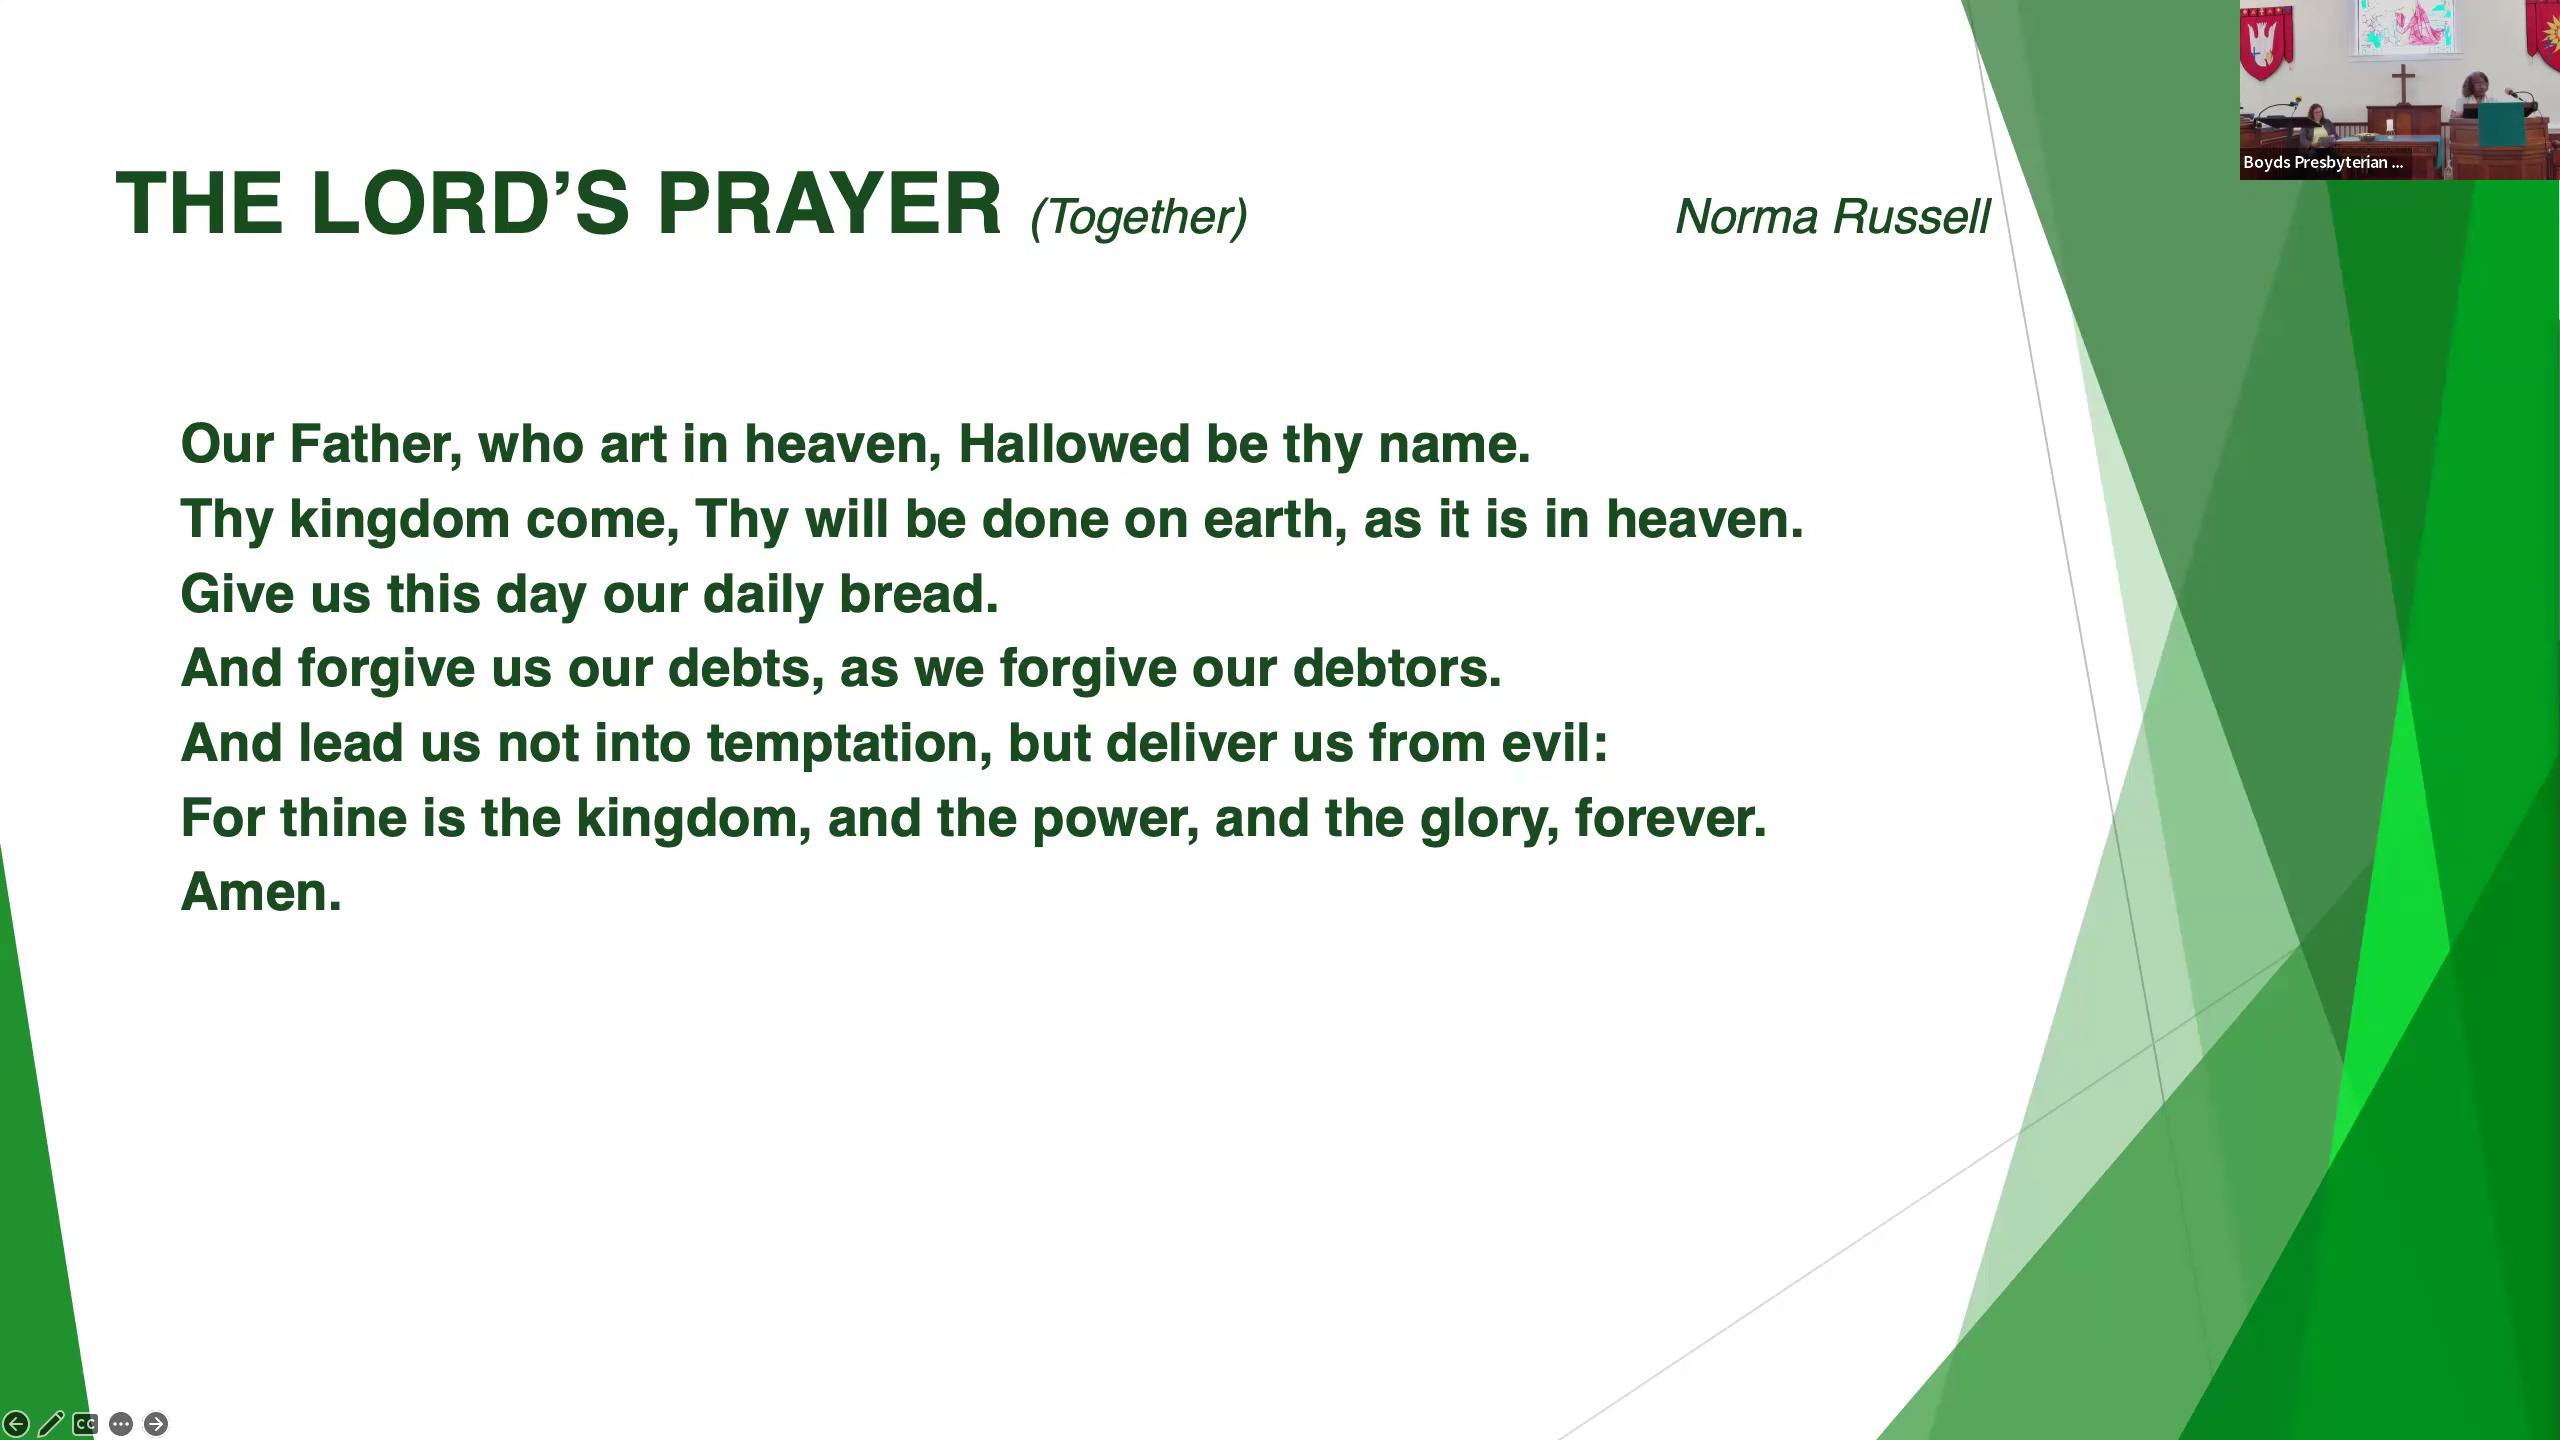 THE LORD’S PRAYER (Together) Norma Russell
Our Father, who art in heaven, Hallowed be thy name.
Thy kingdom come, Thy will be done on earth, as it is in heaven.
Give us this day our daily bread.
And forgive us our debts, as we forgive our debtors.
And lead us not into temptation, but deliver us from evil:
For thine is the kingdom, and the power, and the glory, forever.
Amen.
Boyds Presbyterian ...
CC